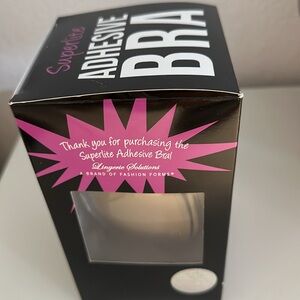 Superlite
ADHESIVE
BRA
Thank you for purchasing the
Superlite Adhesive Bra!
Lingerie Solutions
A BRAND OF FASHION FORMS®